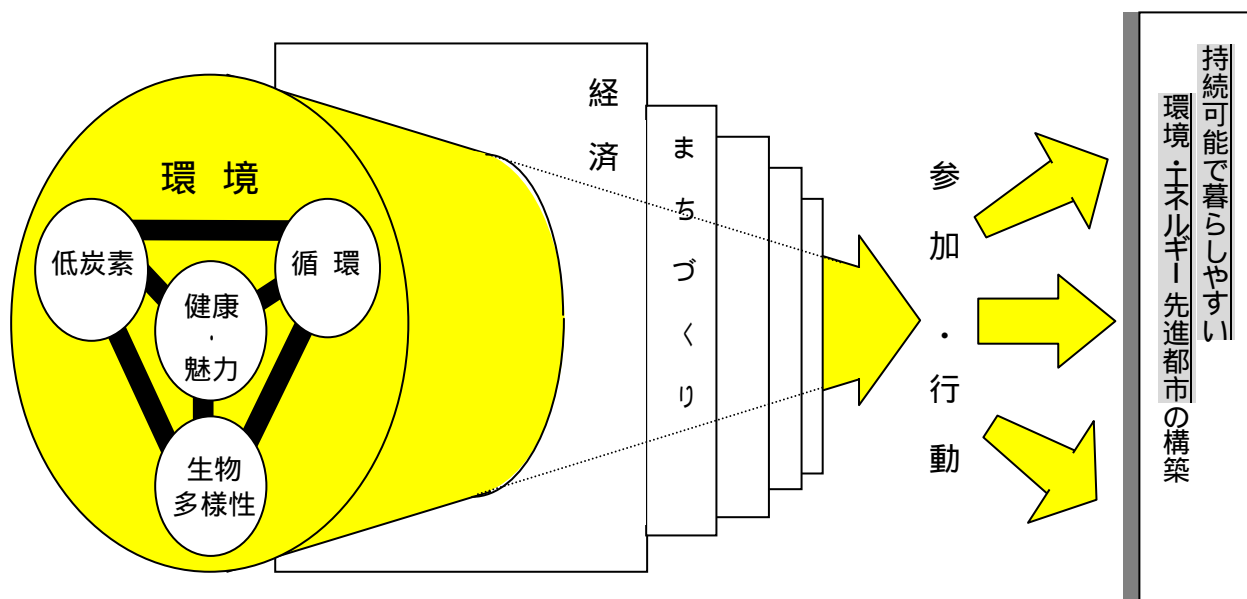 環境
低炭素
循環
健康
・
魅力
生物
多様性
経済
まちづくり
参加・行動
持続可能で暮らしやすい
環境・エネルギー先進都市の構築